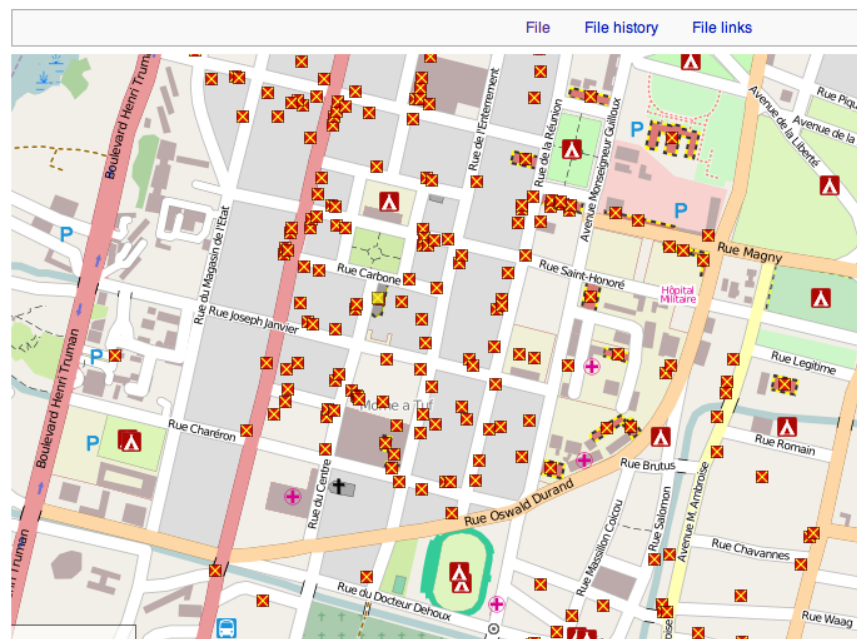 File File history File links
Boulevard Henri Truman
Rue de l'Enterrement
Rue de la Réunion
Avenue Monseigneur Guilloux
Avenue de la Liberté
Rue Piqu
Avenue de la
P
P
P
Rue du Magasin de l'Etat
Rue Magny
Rue Carbone
Rue Saint-Honoré
Hôpital
Militaire
Rue Joseph Janvier
Rue Legitime
P
Boulevard Henri Truman
Morne a Tuf
Rue Charéron
P
Rue Romain
Rue Brutus
Rue du Centre
Rue Oswald Durand
Rue Massillon Coicou
Rue Salomon
Avenue M. Ambroise
Rue Chavannes
Truman
Rue du Docteur Dehoux
Rue Waag